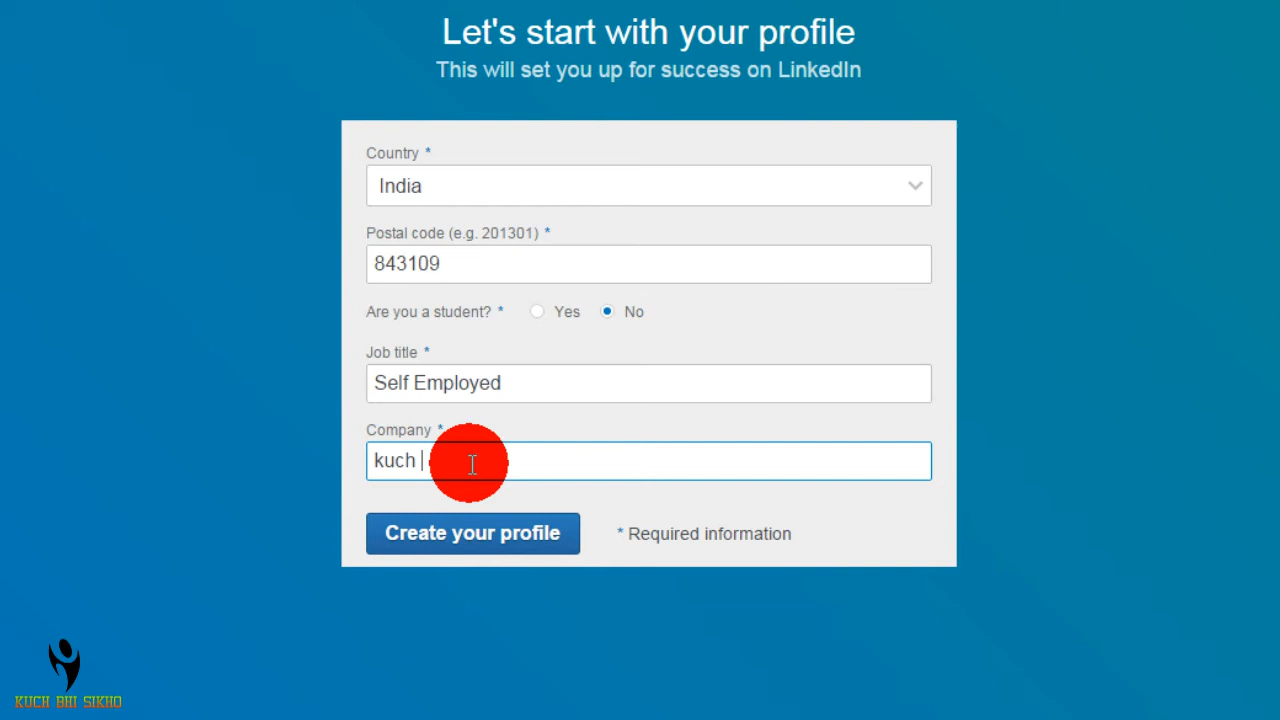 Let's start with your profile
This will set you up for success on LinkedIn
Country *
India
Postal code (e.g. 201301) *
843109
Are you a student? * Yes No
Job title *
Self Employed
Company *
kuch
Create your profile * Required information
KUCH BHI SIKHO